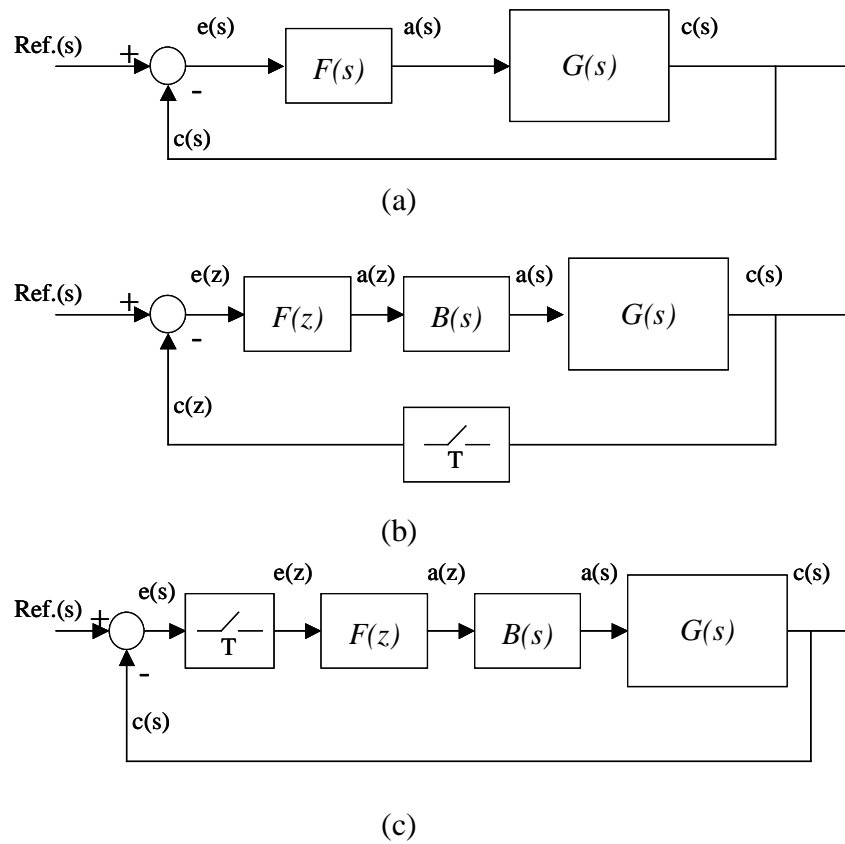 e(s) a(s) c(s)
Ref.(s) +
F(s) G(s)
-
c(s)
(a)
e(z) a(z) a(s) c(s)
Ref.(s) +
F(z) B(s) G(s)
-
c(z)
T
(b)
e(s) e(z) a(z) a(s) c(s)
Ref.(s) +
F(z) B(s) G(s)
T
-
c(s)
(c)